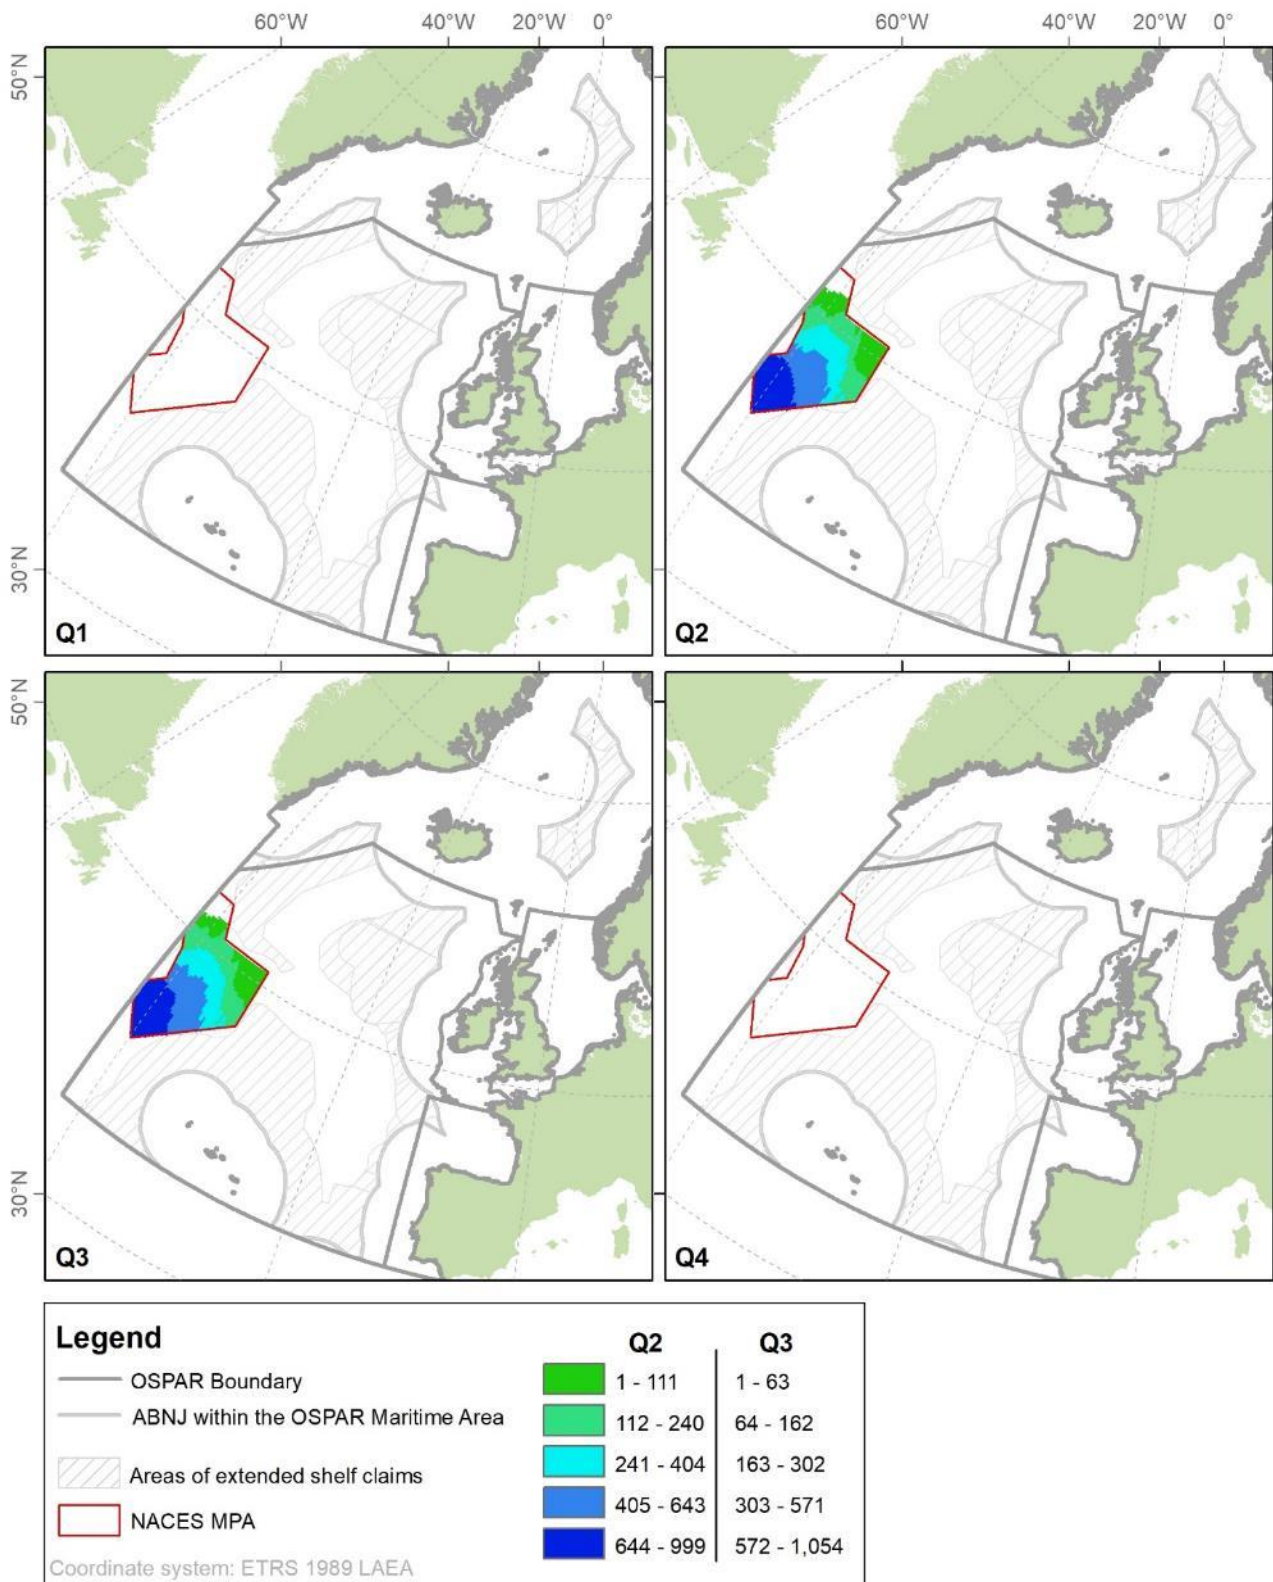 60°W 40°W 20°W 0° 60°W 40°W 20°W 0°
50°N
30°N
Q1 Q2
50°N
30°N
Q3 Q4
Legend Q2 Q3
OSPAR Boundary 1 - 111 1 - 63
ABNJ within the OSPAR Maritime Area 112 - 240 64 - 162
Areas of extended shelf claims 241 - 404 163 - 302
NACES MPA 405 - 643 303 - 571
644 - 999 572 - 1,054
Coordinate system: ETRS 1989 LAEA